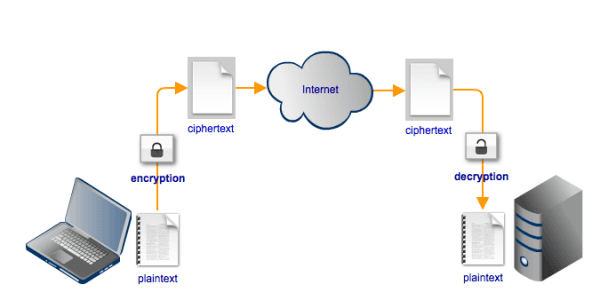 Internet
ciphertext
ciphertext
encryption
decryption
plaintext
plaintext